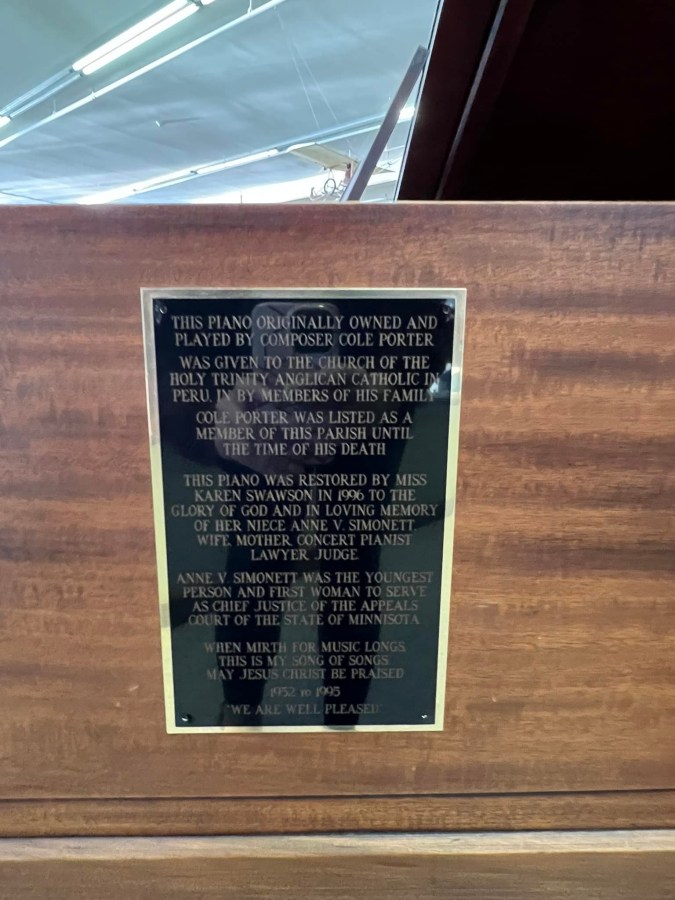 THIS PIANO ORIGINALLY OWNED AND
PLAYED BY COMPOSER COLE PORTER
WAS GIVEN TO THE CHURCH OF THE
HOLY TRINITY ANGLICAN CATHOLIC IN
PERU, IN BY MEMBERS OF HIS FAMILY
COLE PORTER WAS LISTED AS A
MEMBER OF THIS PARISH UNTIL
THE TIME OF HIS DEATH
THIS PIANO WAS RESTORED BY MISS
KAREN SWAWSON IN 1996 TO THE
GLORY OF GOD AND IN LOVING MEMORY
OF HER NIECE ANNE V. SIMONETT
WIFE, MOTHER, CONCERT PIANIST
LAWYER, JUDGE
ANNE V. SIMONETT WAS THE YOUNGEST
PERSON AND FIRST WOMAN TO SERVE
AS CHIEF JUSTICE OF THE APPEALS
COURT OF THE STATE OF MINNISOTA
WHEN MIRTH FOR MUSIC LONGS,
THIS IS MY SONG OF SONGS,
MAY JESUS CHRIST BE PRAISED
1952 to 1995
"WE ARE WELL PLEASED"